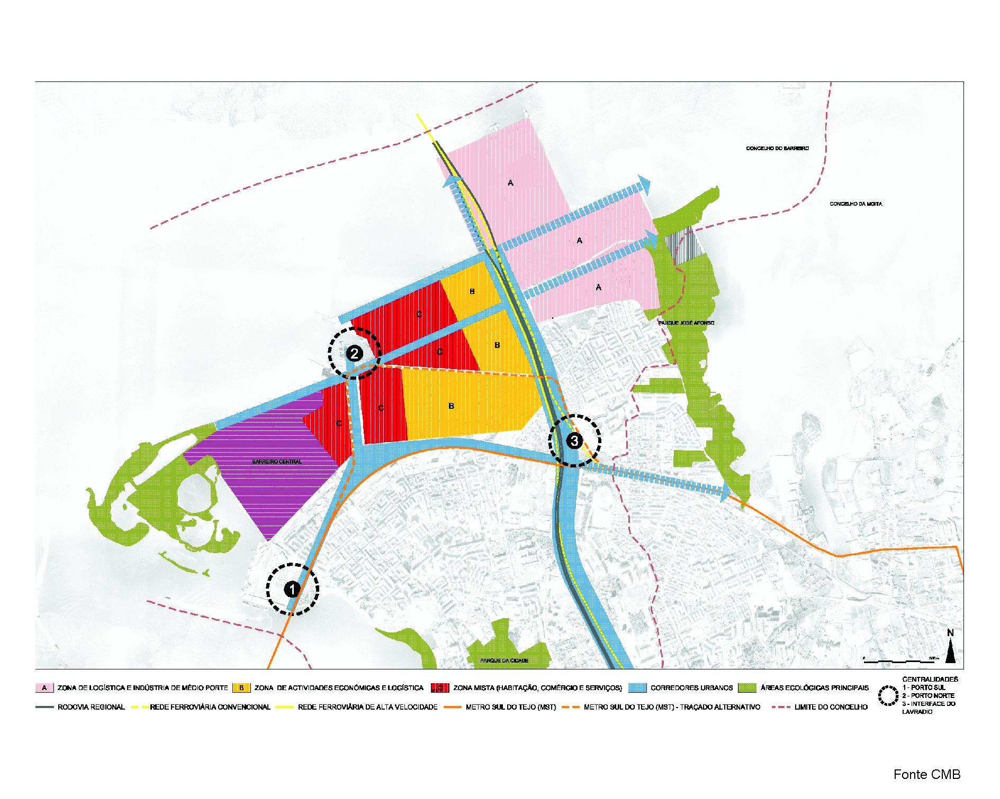 CONCELHO DO BARREIRO
A
CONCELHO DA MOITA
A
A
B
C
PARQUE JOSÉ AFONSO
B
C
2
C
B
C
3
BARREIRO CENTRAL
1
N
PARQUE DA CIDADE
0 500m
A ZONA DE LOGÍSTICA E INDÚSTRIA DE MÉDIO PORTE
B ZONA DE ACTIVIDADES ECONÓMICAS E LOGÍSTICA
C ZONA MISTA (HABITAÇÃO, COMÉRCIO E SERVIÇOS)
CORREDORES URBANOS
ÁREAS ECOLÓGICAS PRINCIPAIS
RODOVIA REGIONAL
REDE FERROVIÁRIA CONVENCIONAL
REDE FERROVIÁRIA DE ALTA VELOCIDADE
METRO SUL DO TEJO (MST)
METRO SUL DO TEJO (MST) - TRAÇADO ALTERNATIVO
LIMITE DO CONCELHO
CENTRALIDADES
1 - PORTO SUL
2 - PORTO NORTE
3 - INTERFACE DO
LAVRADIO
Fonte CMB